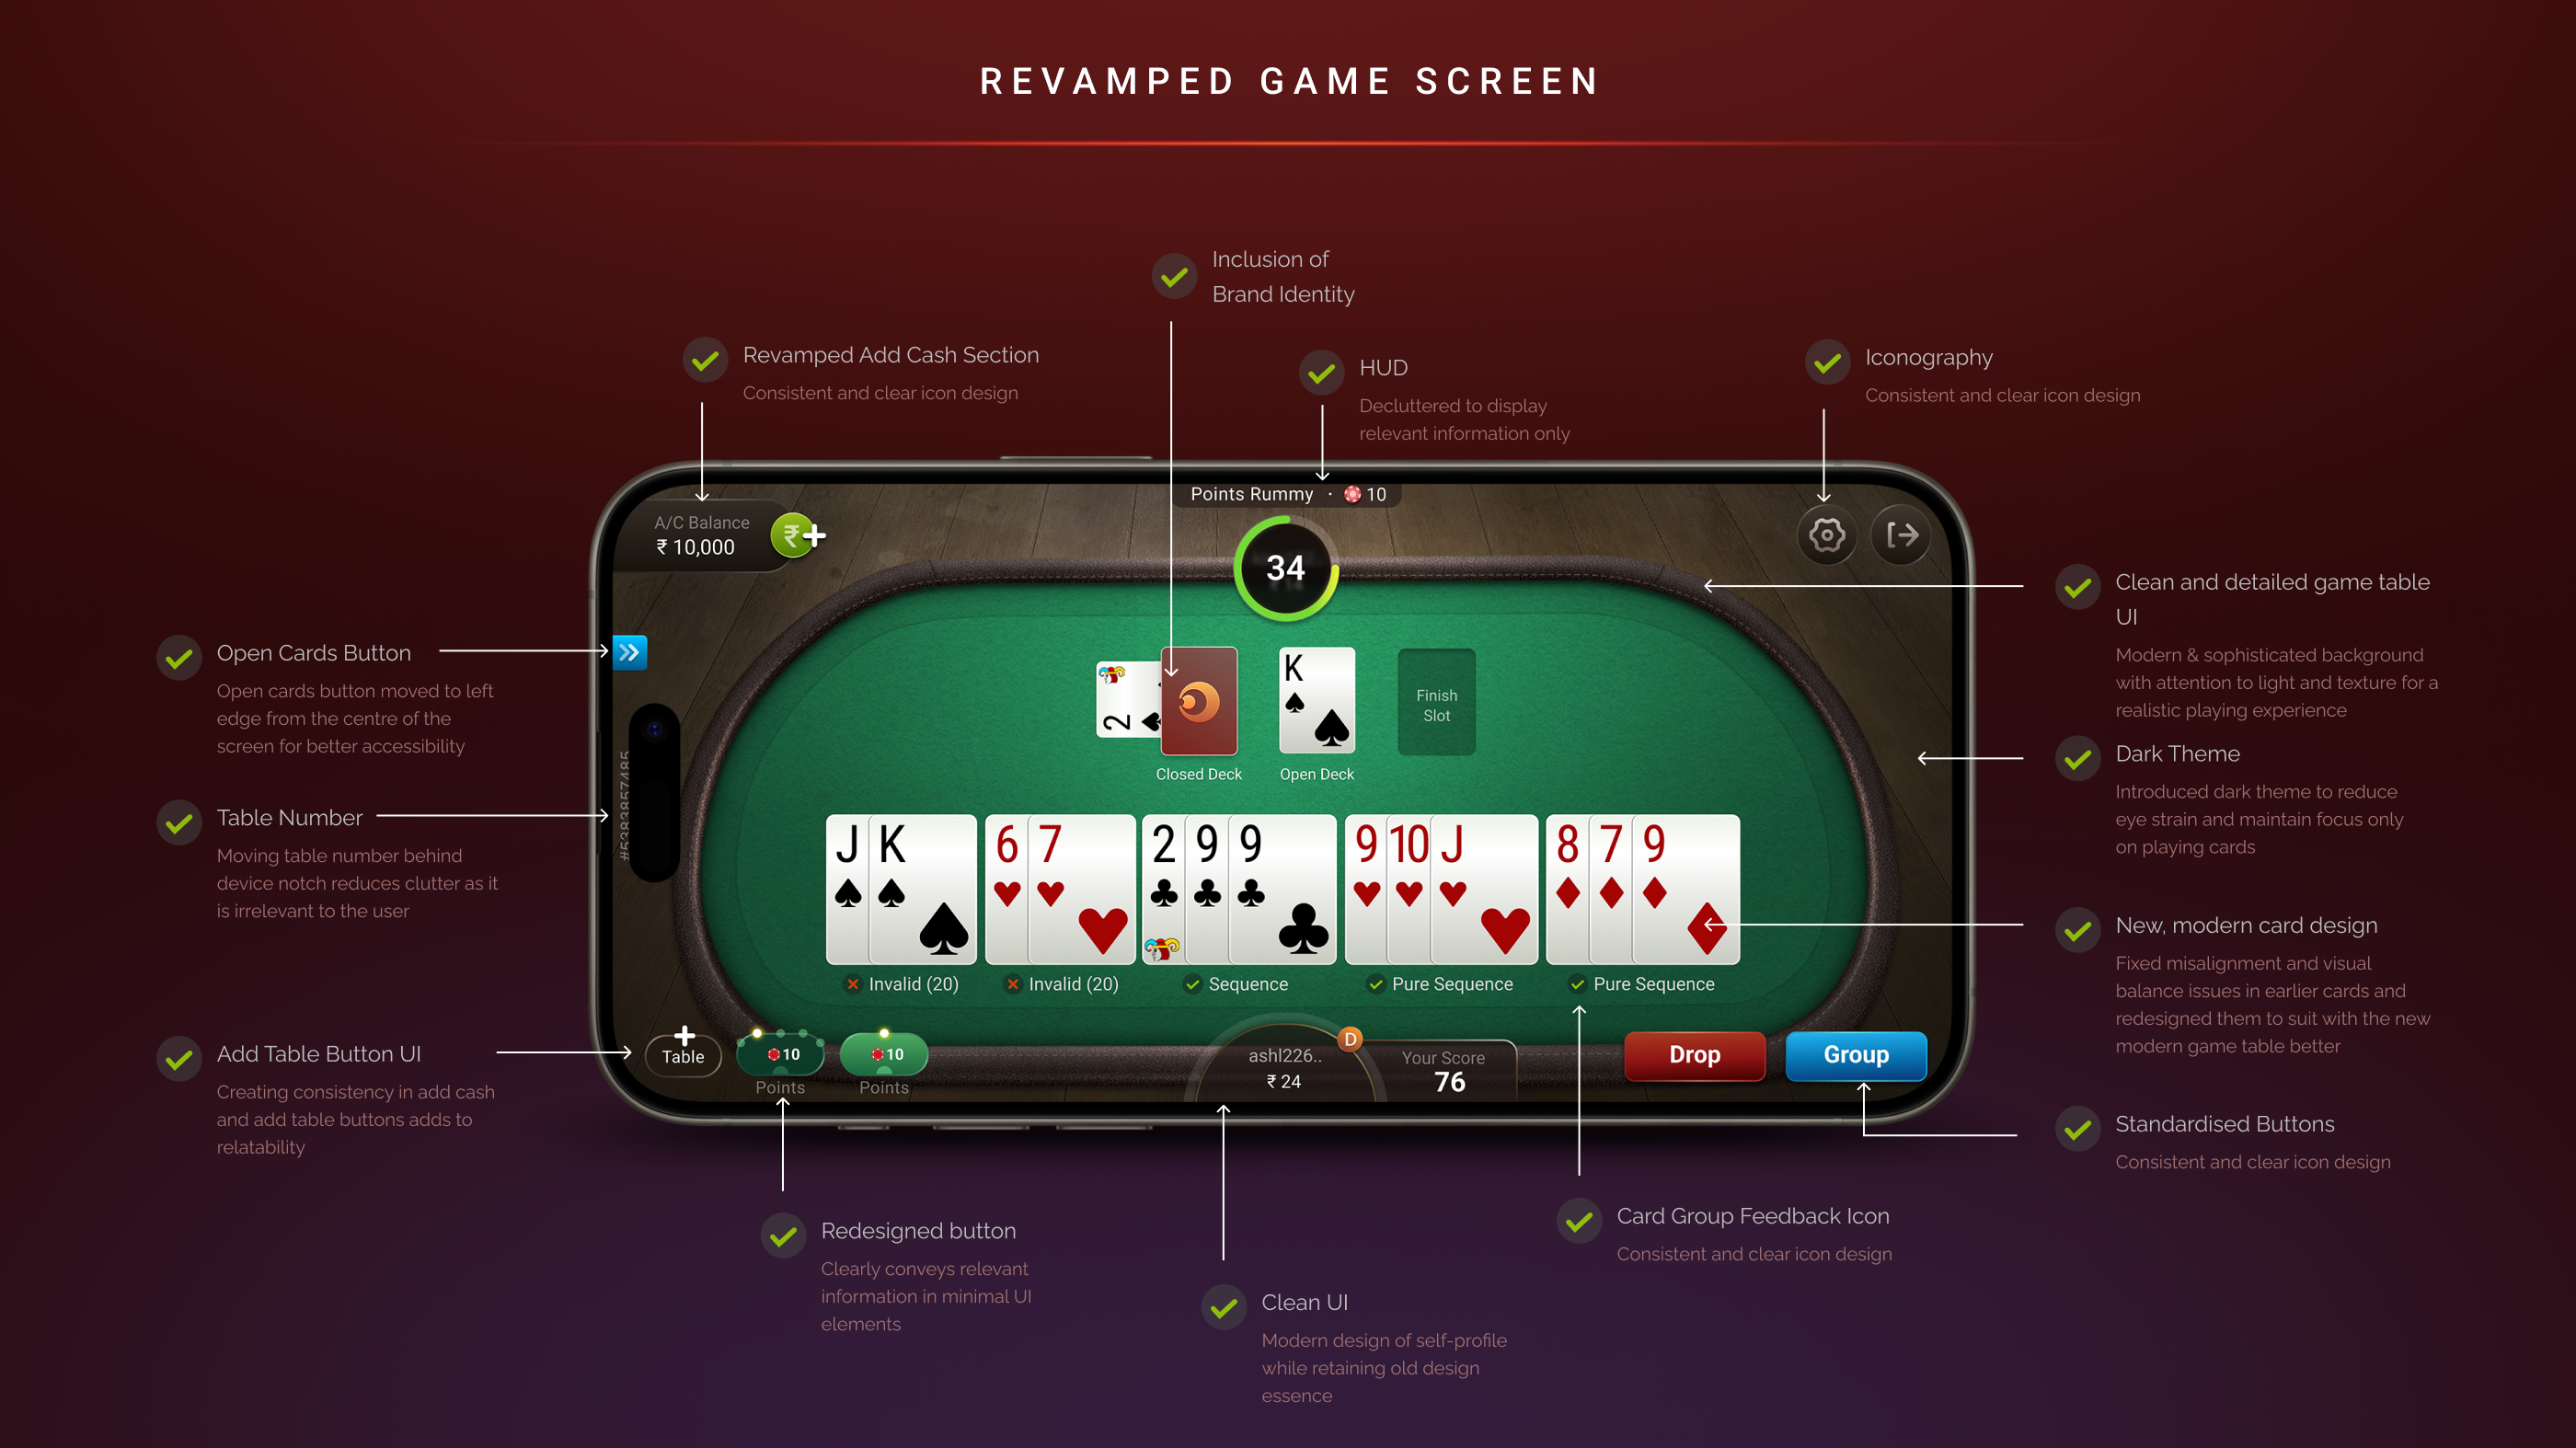 REVAMPED GAME SCREEN
Inclusion of
Brand Identity
Revamped Add Cash Section
Consistent and clear icon design
HUD
Decluttered to display
relevant information only
Iconography
Consistent and clear icon design
Points Rummy · 10
A/C Balance
₹ 10,000
₹
34
Open Cards Button
Open cards button moved to left
edge from the centre of the
screen for better accessibility
Table Number
Moving table number behind
device notch reduces clutter as it
is irrelevant to the user
Add Table Button UI
Creating consistency in add cash
and add table buttons adds to
relatability
2
Closed Deck
K
Open Deck
Finish
Slot
J K
6 7
2 9 9
9 10 J
8 7 9
Invalid (20)
Invalid (20)
Sequence
Pure Sequence
Pure Sequence
Table
10
Points
10
Points
ashl226..
₹ 24
D
Your Score
76
Drop
Group
Clean and detailed game table
UI
Modern & sophisticated background
with attention to light and texture for a
realistic playing experience
Dark Theme
Introduced dark theme to reduce
eye strain and maintain focus only
on playing cards
New, modern card design
Fixed misalignment and visual
balance issues in earlier cards and
redesigned them to suit with the new
modern game table better
Standardised Buttons
Consistent and clear icon design
Redesigned button
Clearly conveys relevant
information in minimal UI
elements
Clean UI
Modern design of self-profile
while retaining old design
essence
Card Group Feedback Icon
Consistent and clear icon design